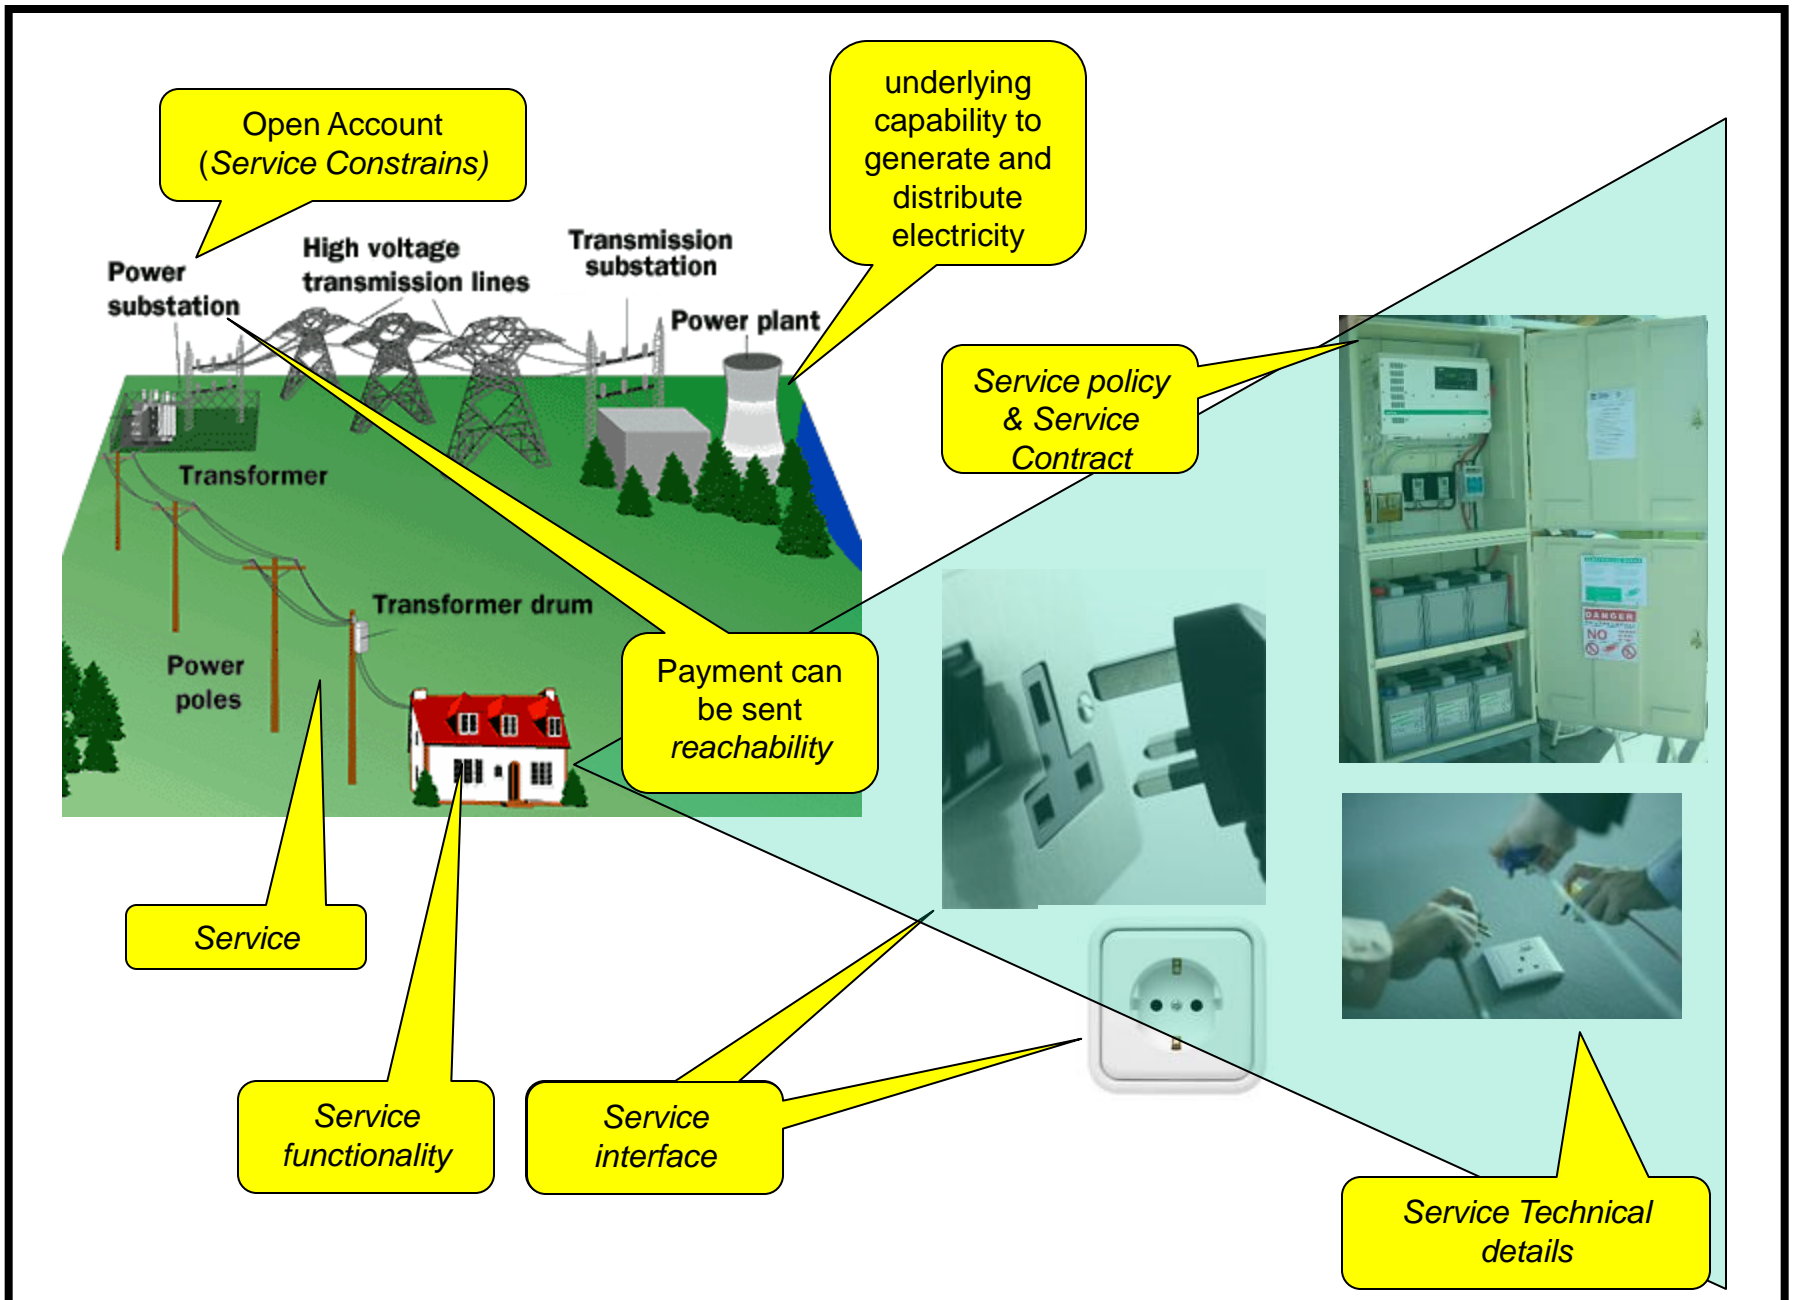 Open Account
(Service Constrains)
underlying
capability to
generate and
distribute
electricity
High voltage
transmission lines
Transmission
substation
Power
substation
Power plant
Service policy
& Service
Contract
Transformer
Transformer drum
Power
poles
Payment can
be sent
reachability
DANGER
NO
Service
Service
functionality
Service
interface
Service Technical
details